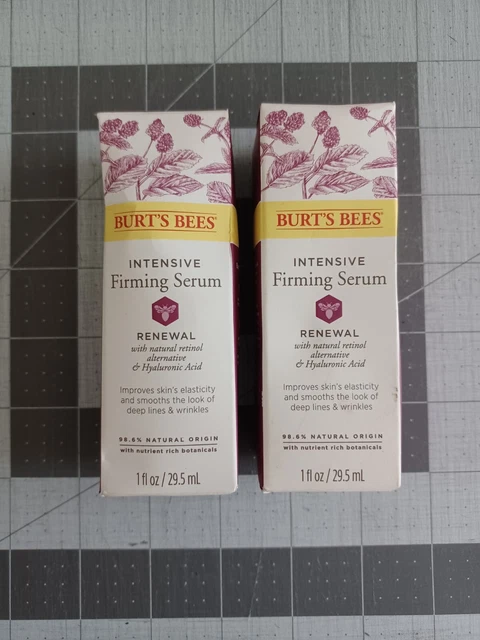 BURT'S BEES
INTENSIVE
Firming Serum
RENEWAL
with natural retinol
alternative
& Hyaluronic Acid
Improves skin's elasticity
and smooths the look of
deep lines & wrinkles
98.6% NATURAL ORIGIN
with nutrient rich botanicals
1 fl oz / 29.5 mL
BURT'S BEES
INTENSIVE
Firming Serum
RENEWAL
with natural retinol
alternative
& Hyaluronic Acid
Improves skin's elasticity
and smooths the look of
deep lines & wrinkles
98.6% NATURAL ORIGIN
with nutrient rich botanicals
1 fl oz / 29.5 mL